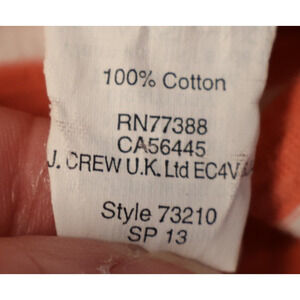 100% Cotton
RN77388
CA56445
J. CREW U.K. Ltd EC4V
Style 73210
SP 13